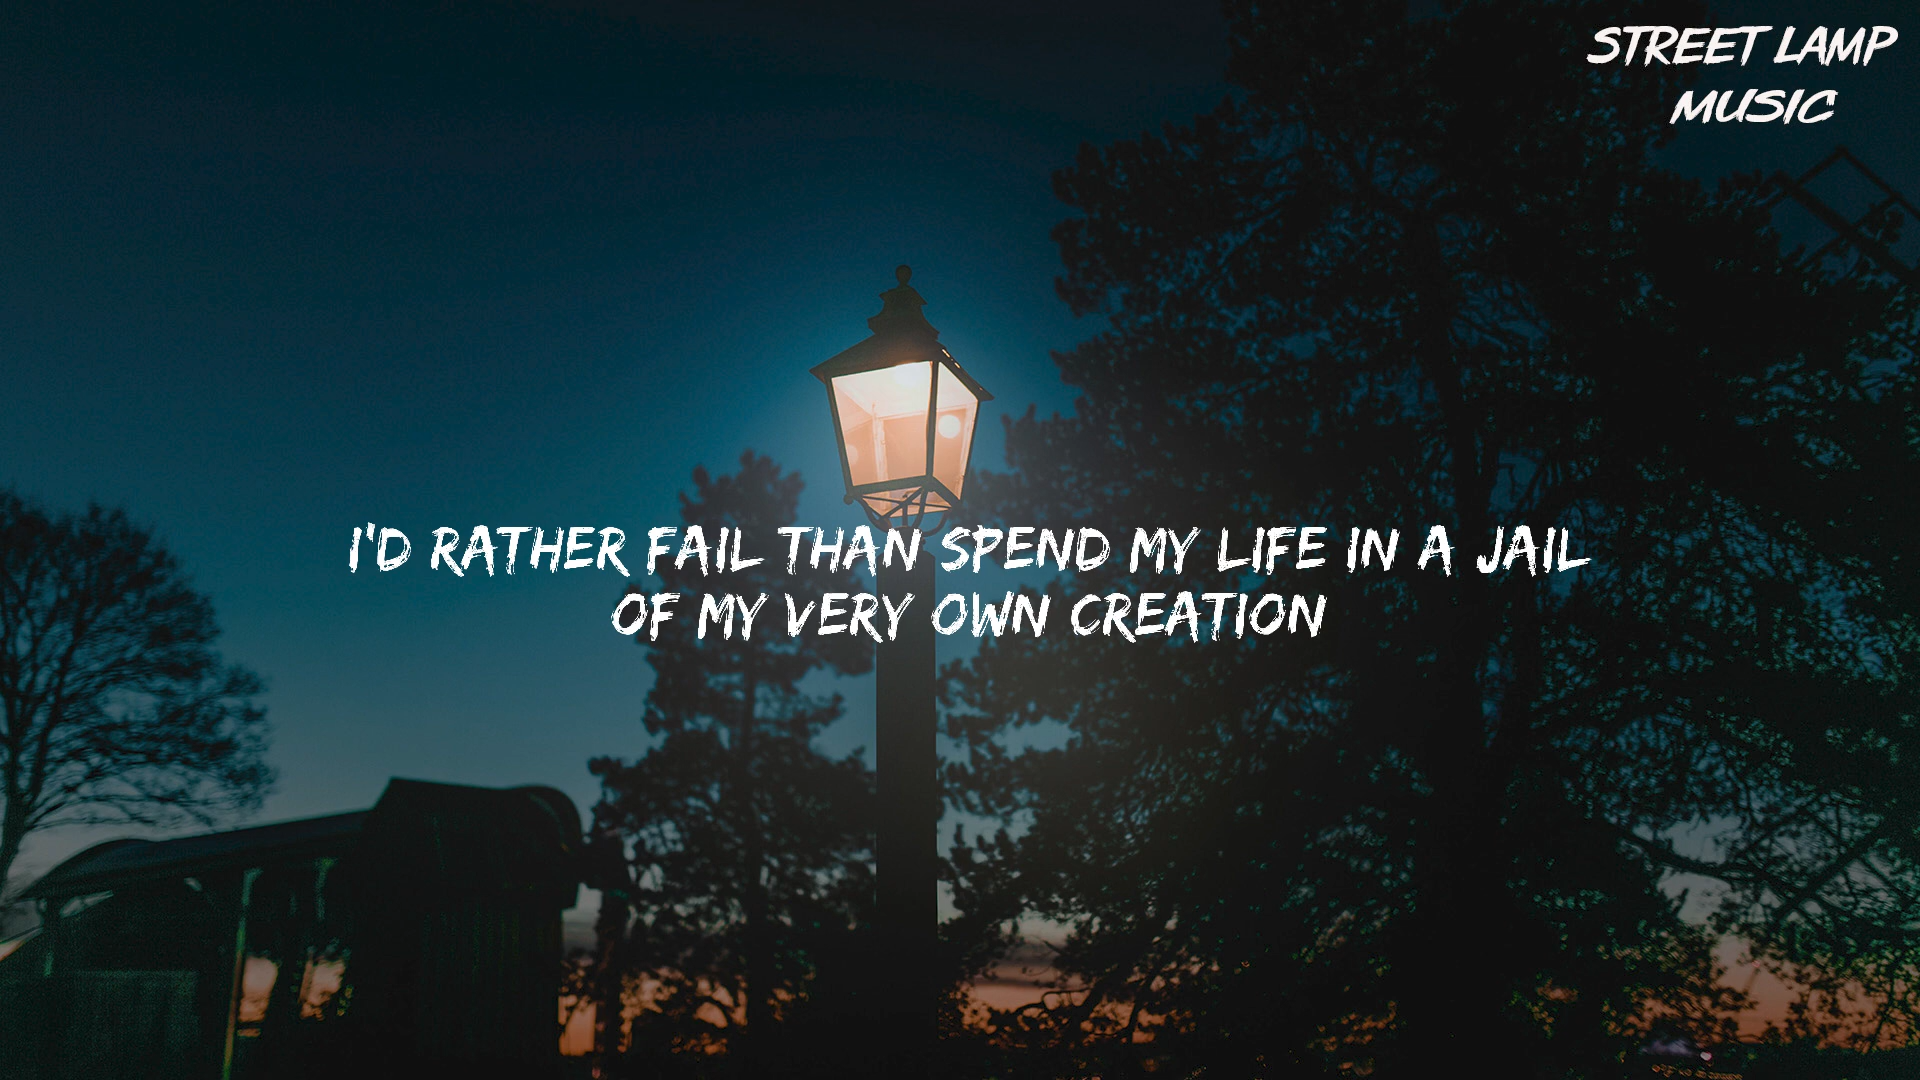 STREET LAMP
MUSIC
I'D RATHER FAIL THAN SPEND MY LIFE IN A JAIL
OF MY VERY OWN CREATION